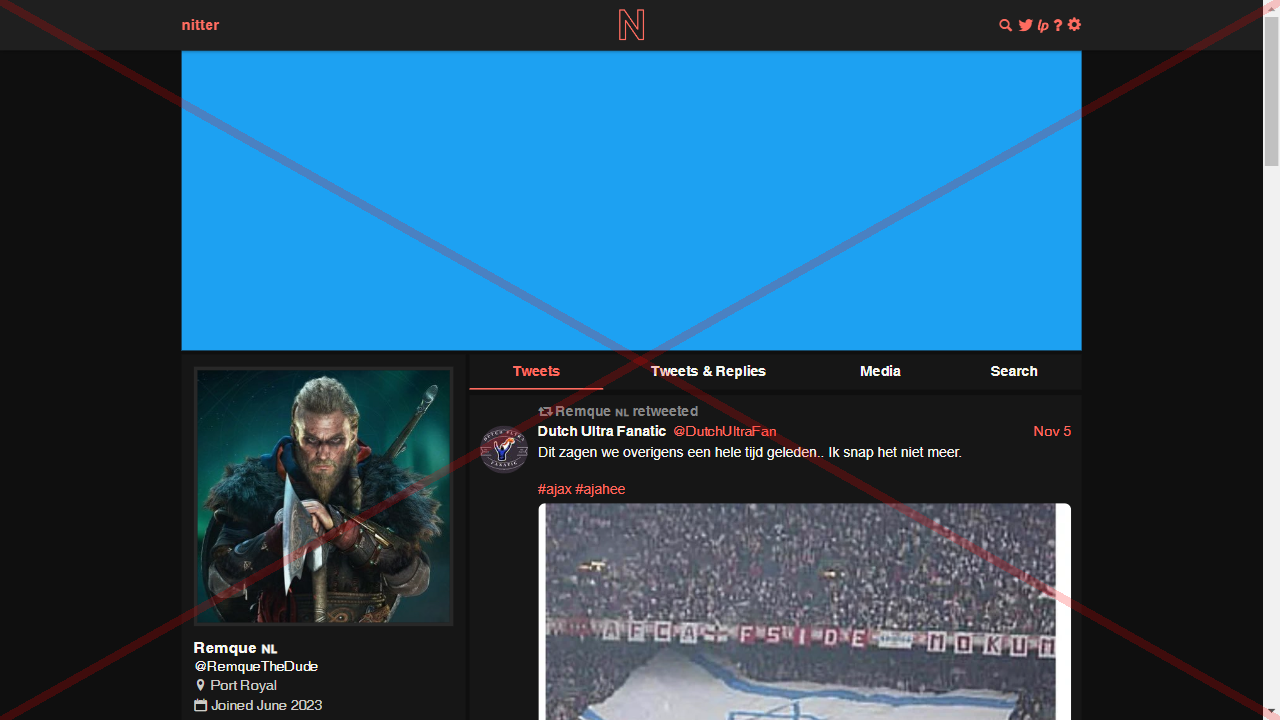 nitter
N
lp ?
Tweets
Tweets & Replies
Media
Search
Remque NL retweeted
Dutch Ultra Fanatic @DutchUltraFan Nov 5
Dit zagen we overigens een hele tijd geleden.. Ik snap het niet meer.
#ajax #ajahee
AFCA FSIDE MOKUM
Remque NL
@RemqueTheDude
Port Royal
Joined June 2023